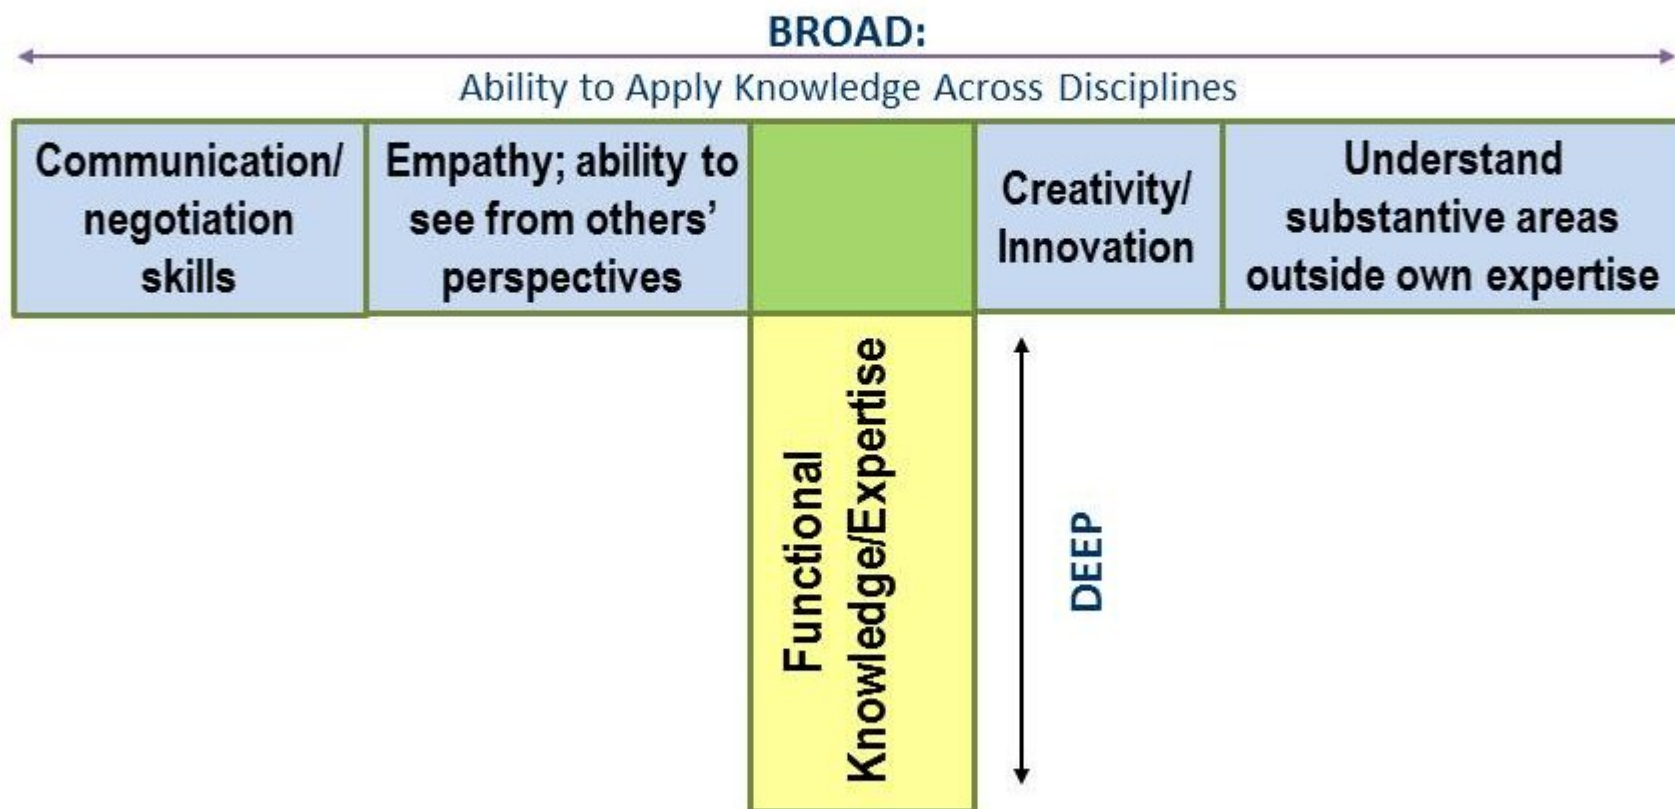 BROAD:
Ability to Apply Knowledge Across Disciplines
Communication/
negotiation
skills
Empathy; ability to
see from others’
perspectives
Creativity/
Innovation
Understand
substantive areas
outside own expertise
Functional
Knowledge/Expertise
DEEP